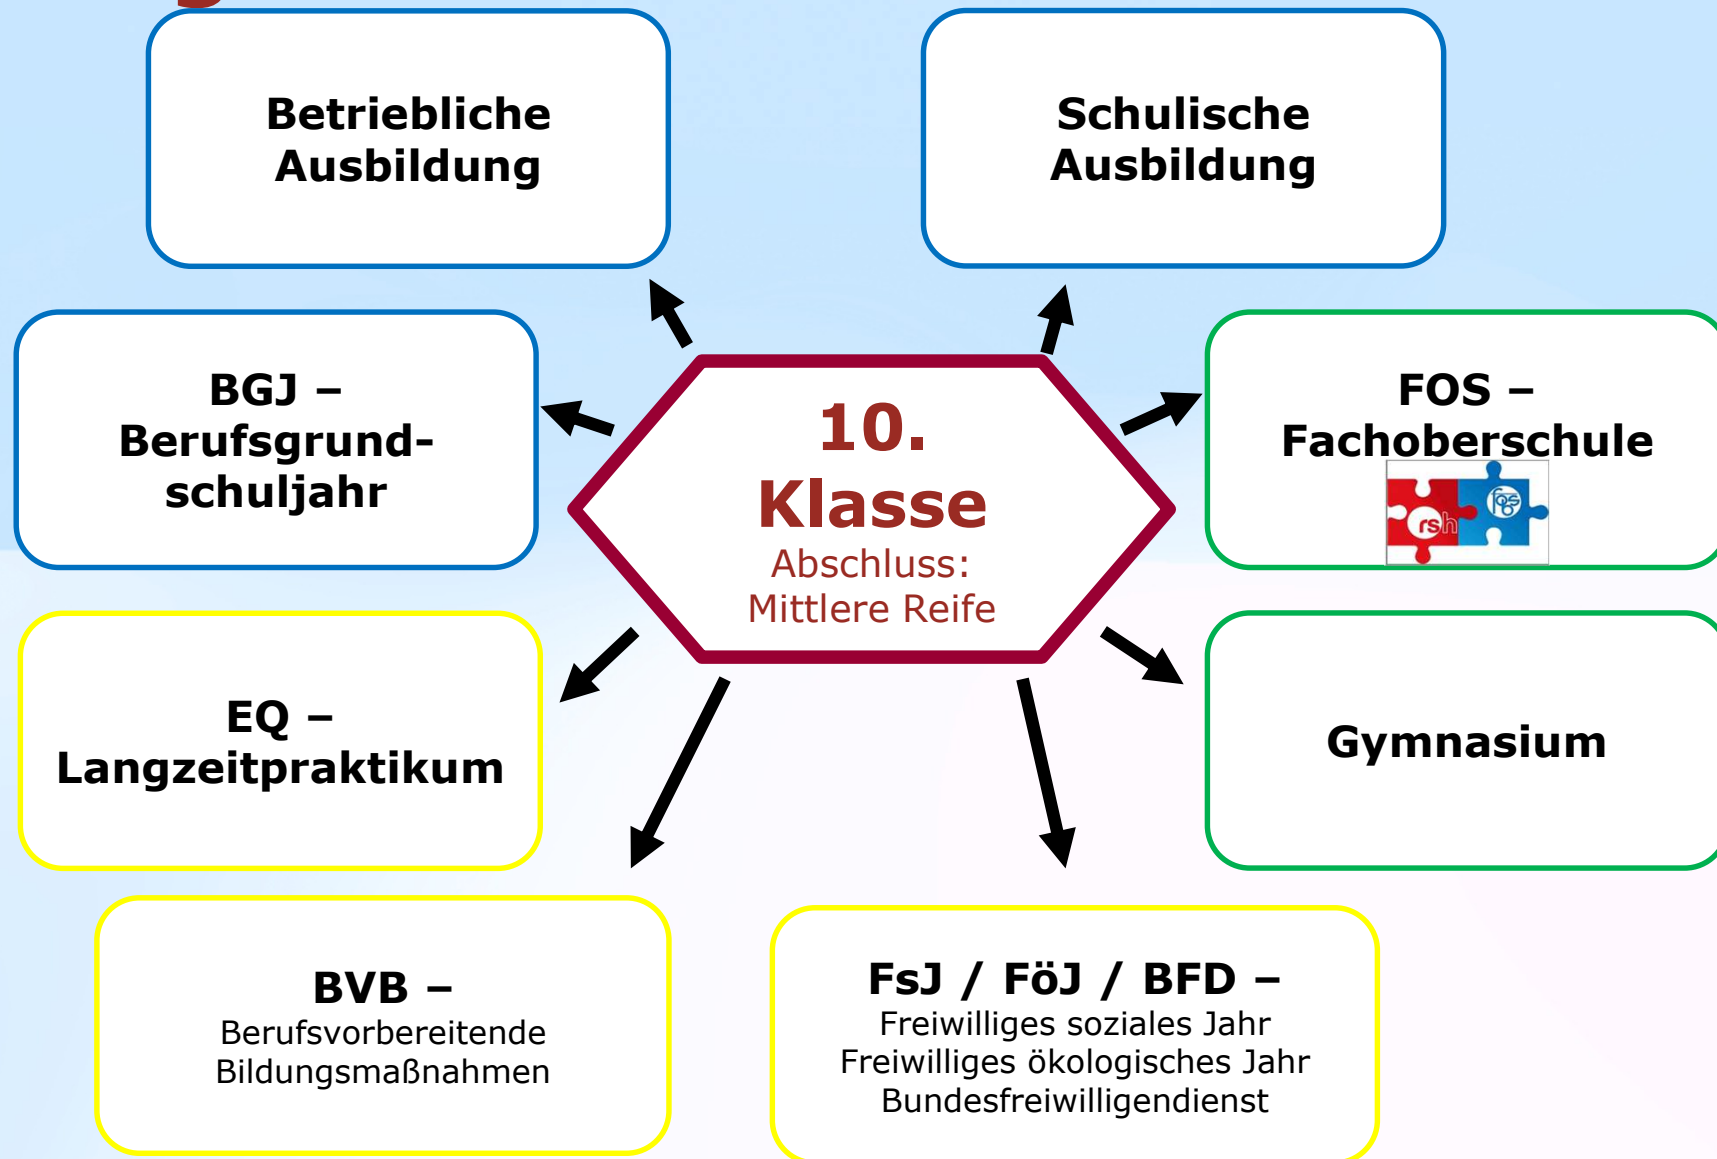 Betriebliche
Ausbildung
Schulische
Ausbildung
BGJ –
Berufsgrund-
schuljahr
10.
Klasse
Abschluss:
Mittlere Reife
FOS –
Fachoberschule
rsh
fos
EQ –
Langzeitpraktikum
Gymnasium
BVB –
Berufsvorbereitende
Bildungsmaßnahmen
FsJ / FöJ / BFD –
Freiwilliges soziales Jahr
Freiwilliges ökologisches Jahr
Bundesfreiwilligendienst